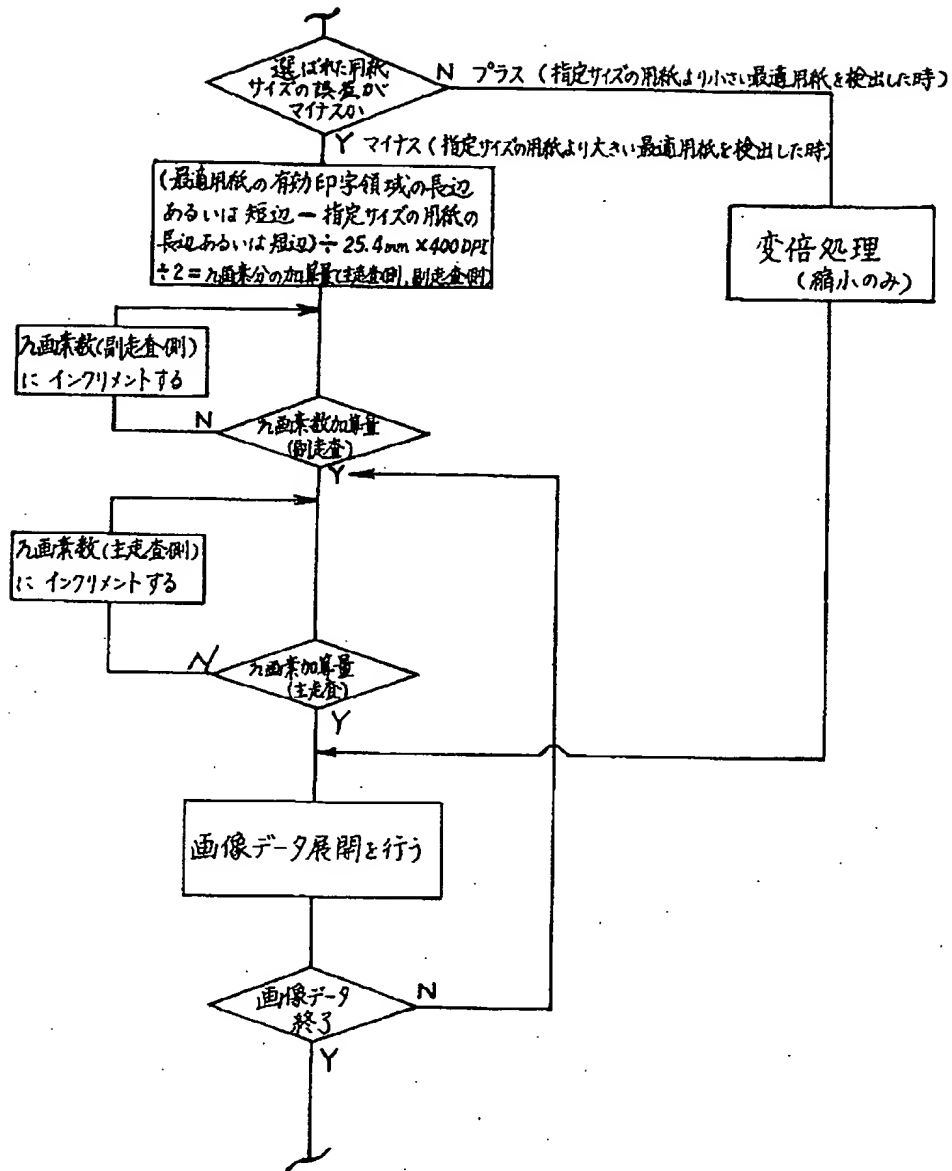 選ばれた用紙
サイズの誤差が
マイナスか
N プラス (指定サイズの用紙より小さい最適用紙を検出した時)
Y マイナス (指定サイズの用紙より大きい最適用紙を検出した時)
(最適用紙の有効印字領域の長辺
あるいは短辺－指定サイズの用紙の
長辺あるいは短辺)÷25.4mm×400DPI
÷2=n画素分の加算量(主走査側,副走査側)
変倍処理
(縮小のみ)
n画素数(副走査側)
に インクリメントする
N
n画素数加算量
(副走査)
Y
n画素数(主走査側)
に インクリメントする
N
n画素加算量
(主走査)
Y
画像データ展開を行う
画像データ
終了
N
Y